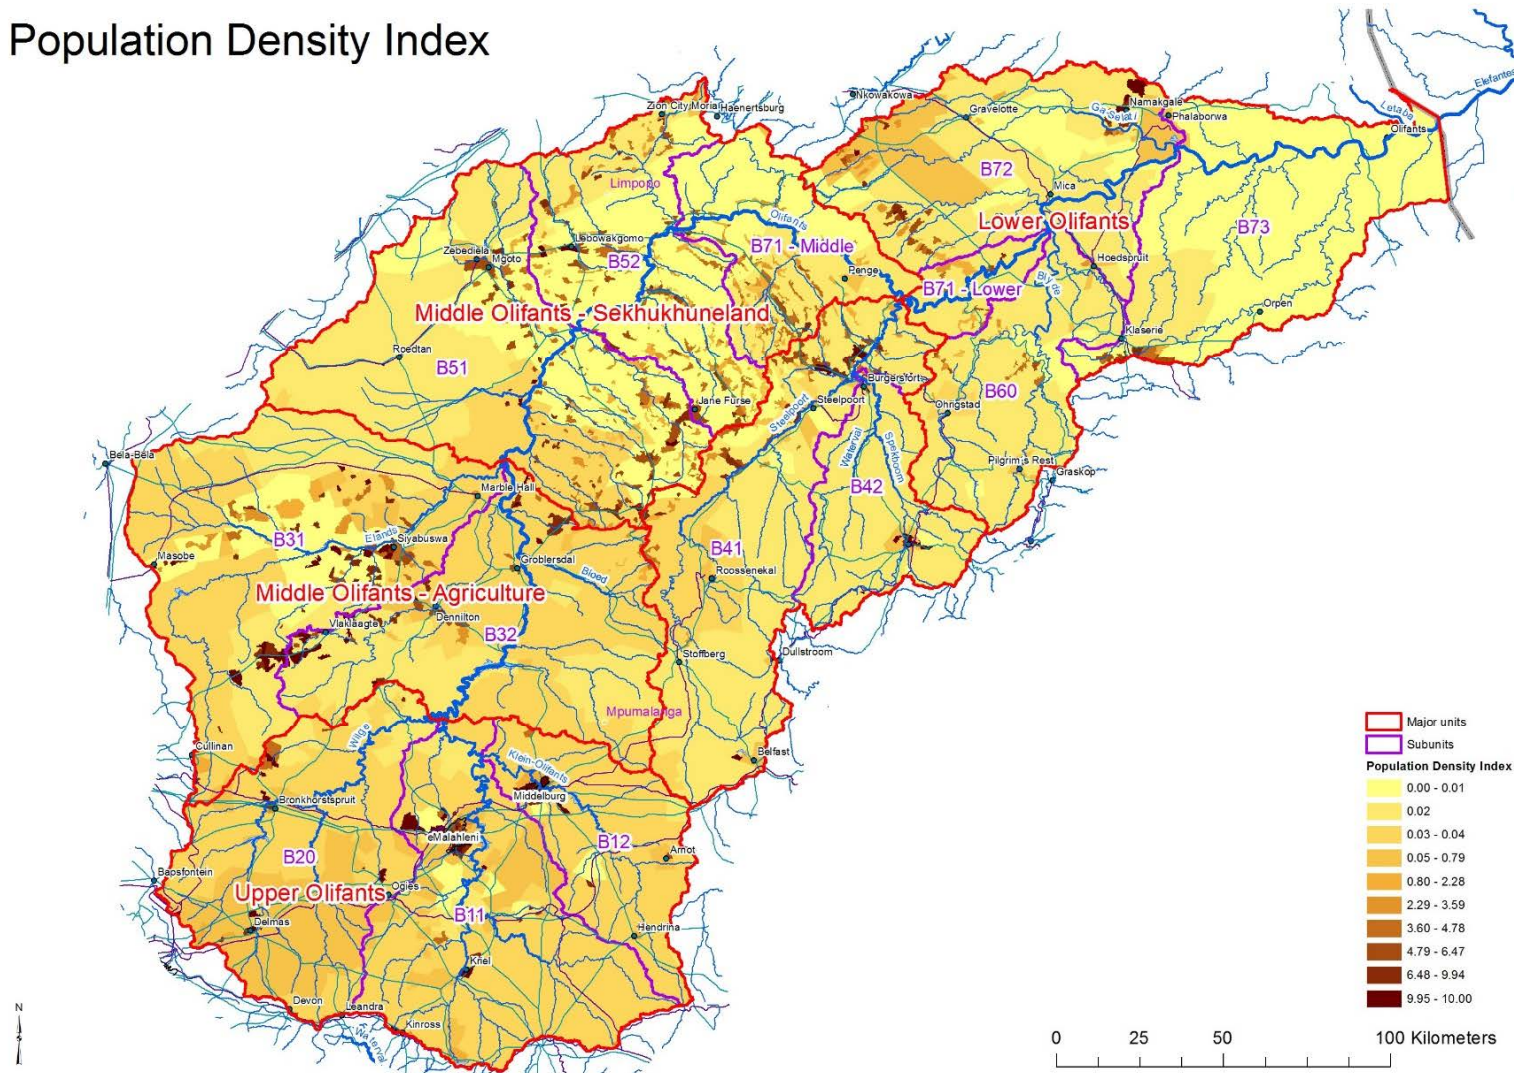 Population Density Index
Elefantes
Nkowakowa
Zion City Moria
Haenertsburg
Gravelotte
Namakgale
Ga-Selati
Phalaborwa
Letaba
Olifants
Limpopo
B72
Mica
Lower Olifants
B73
Olifants
Lebowakgomo
Zebediela
Mgoto
B52
B71 - Middle
Penge
Hoedspruit
B71 - Lower
Blyde
Orpen
Middle Olifants - Sekhukhuneland
Klaserie
Roedtan
B51
Burgersfort
B60
Jane Furse
Steelpoort
Steelpoort
Ohrigstad
Waterval
Spekboom
Bela-Bela
Pilgrim's Rest
Graskop
Marble Hall
B42
B31
Elands
Siyabuswa
B41
Masobe
Groblersdal
Bloed
Roossenekal
Middle Olifants - Agriculture
Vlaklaagte
Dennilton
B32
Stoffberg
Dullstroom
Mpumalanga
Cullinan
Wilge
Klein-Olifants
Belfast
Bronkhorstspruit
Middelburg
eMalahleni
B12
B20
Arnot
Bapsfontein
Upper Olifants
Ogies
B11
Delmas
Hendrina
Kriel
Devon
Leandra
Kinross
Waterval
Major units
Subunits
Population Density Index
0.00 - 0.01
0.02
0.03 - 0.04
0.05 - 0.79
0.80 - 2.28
2.29 - 3.59
3.60 - 4.78
4.79 - 6.47
6.48 - 9.94
9.95 - 10.00
N
0 25 50 100 Kilometers